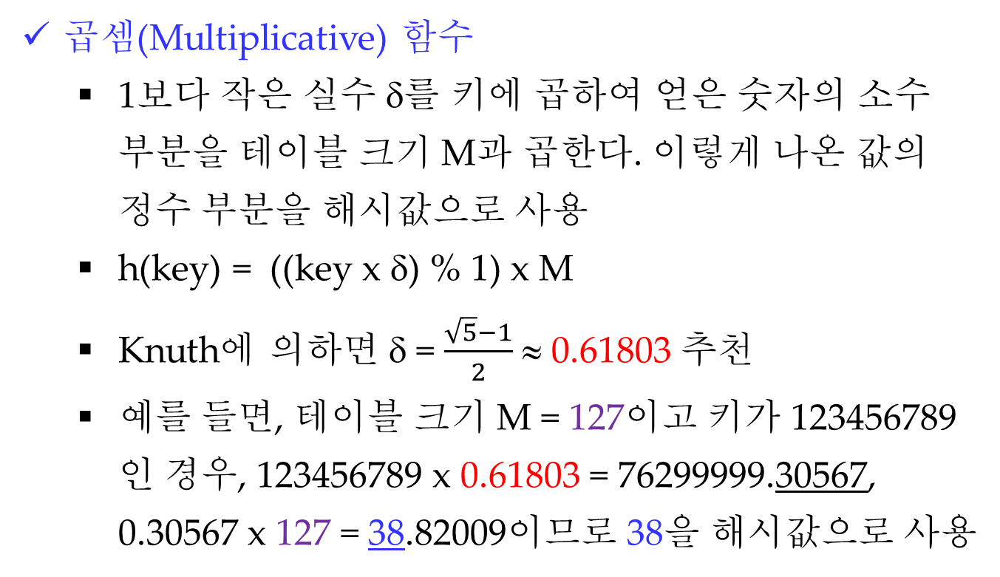 ✓ 곱셈(Multiplicative) 함수
▪ 1보다 작은 실수 δ를 키에 곱하여 얻은 숫자의 소수
부분을 테이블 크기 M과 곱한다. 이렇게 나온 값의
정수 부분을 해시값으로 사용
▪ h(key) = ((key x δ) % 1) x M
▪ Knuth에 의하면 δ = (√5−1)/2 ≈ 0.61803 추천
▪ 예를 들면, 테이블 크기 M = 127이고 키가 123456789
인 경우, 123456789 x 0.61803 = 76299999.30567,
0.30567 x 127 = 38.82009이므로 38을 해시값으로 사용